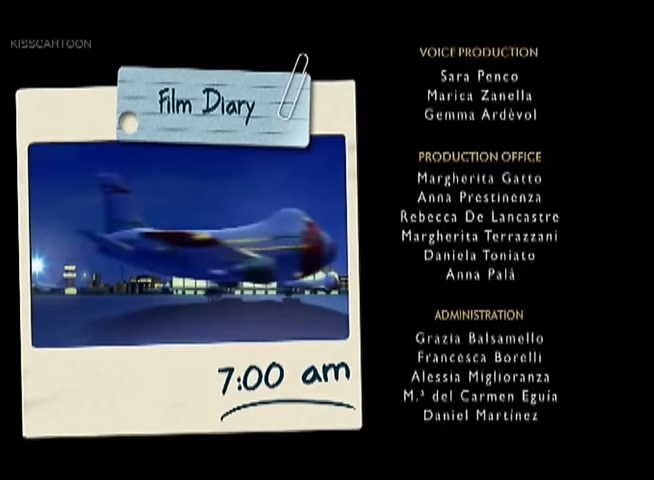 KISSCARTOON
Film Diary
7:00 am
VOICE PRODUCTION
Sara Penco
Marica Zanella
Gemma Ardèvol
PRODUCTION OFFICE
Margherita Gatto
Anna Prestinenza
Rebecca De Lancastre
Margherita Terrazzani
Daniela Toniato
Anna Palà
ADMINISTRATION
Grazia Balsamello
Francesca Borelli
Alessia Miglioranza
M.ª del Carmen Eguía
Daniel Martínez